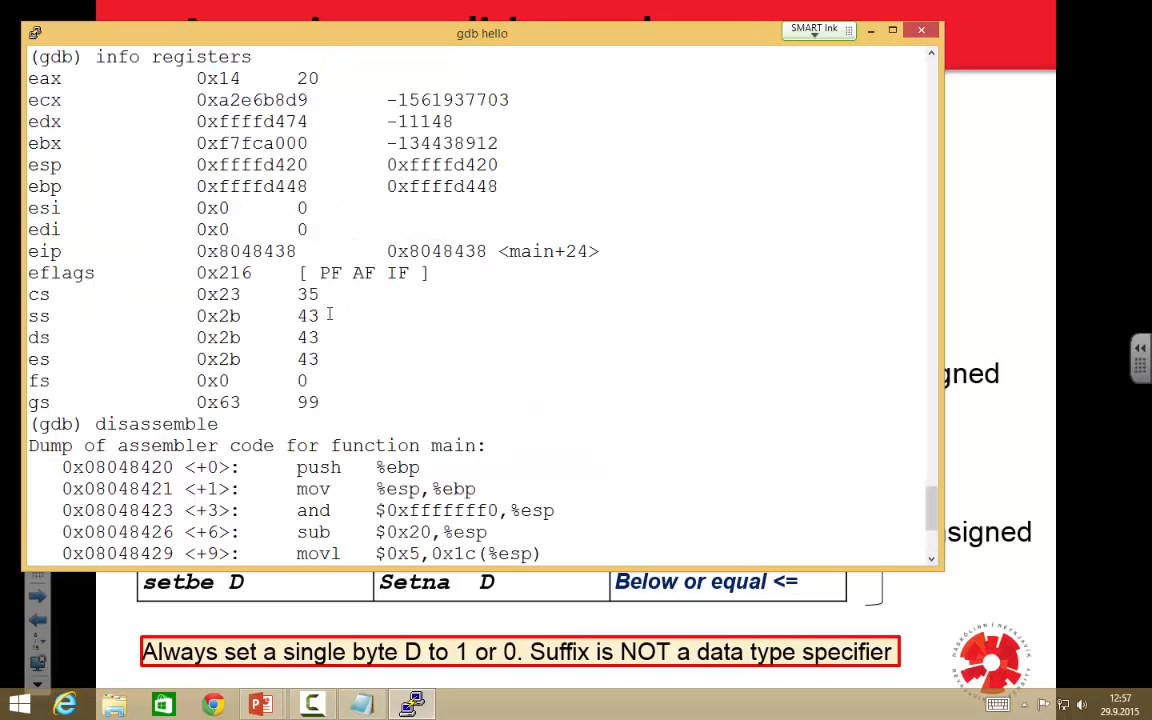 gdb hello
SMART Ink
(gdb) info registers
eax 0x14 20
ecx 0xa2e6b8d9 -1561937703
edx 0xffffd474 -11148
ebx 0xf7fca000 -134438912
esp 0xffffd420 0xffffd420
ebp 0xffffd448 0xffffd448
esi 0x0 0
edi 0x0 0
eip 0x8048438 0x8048438 <main+24>
eflags 0x216 [ PF AF IF ]
cs 0x23 35
ss 0x2b 43
ds 0x2b 43
es 0x2b 43
fs 0x0 0
gs 0x63 99
(gdb) disassemble
Dump of assembler code for function main:
0x08048420 <+0>: push %ebp
0x08048421 <+1>: mov %esp,%ebp
0x08048423 <+3>: and $0xfffffff0,%esp
0x08048426 <+6>: sub $0x20,%esp
0x08048429 <+9>: movl $0x5,0x1c(%esp)
gned
signed
setbe D Setna D Below or equal <=
Always set a single byte D to 1 or 0. Suffix is NOT a data type specifier
12:57
29.9.2015